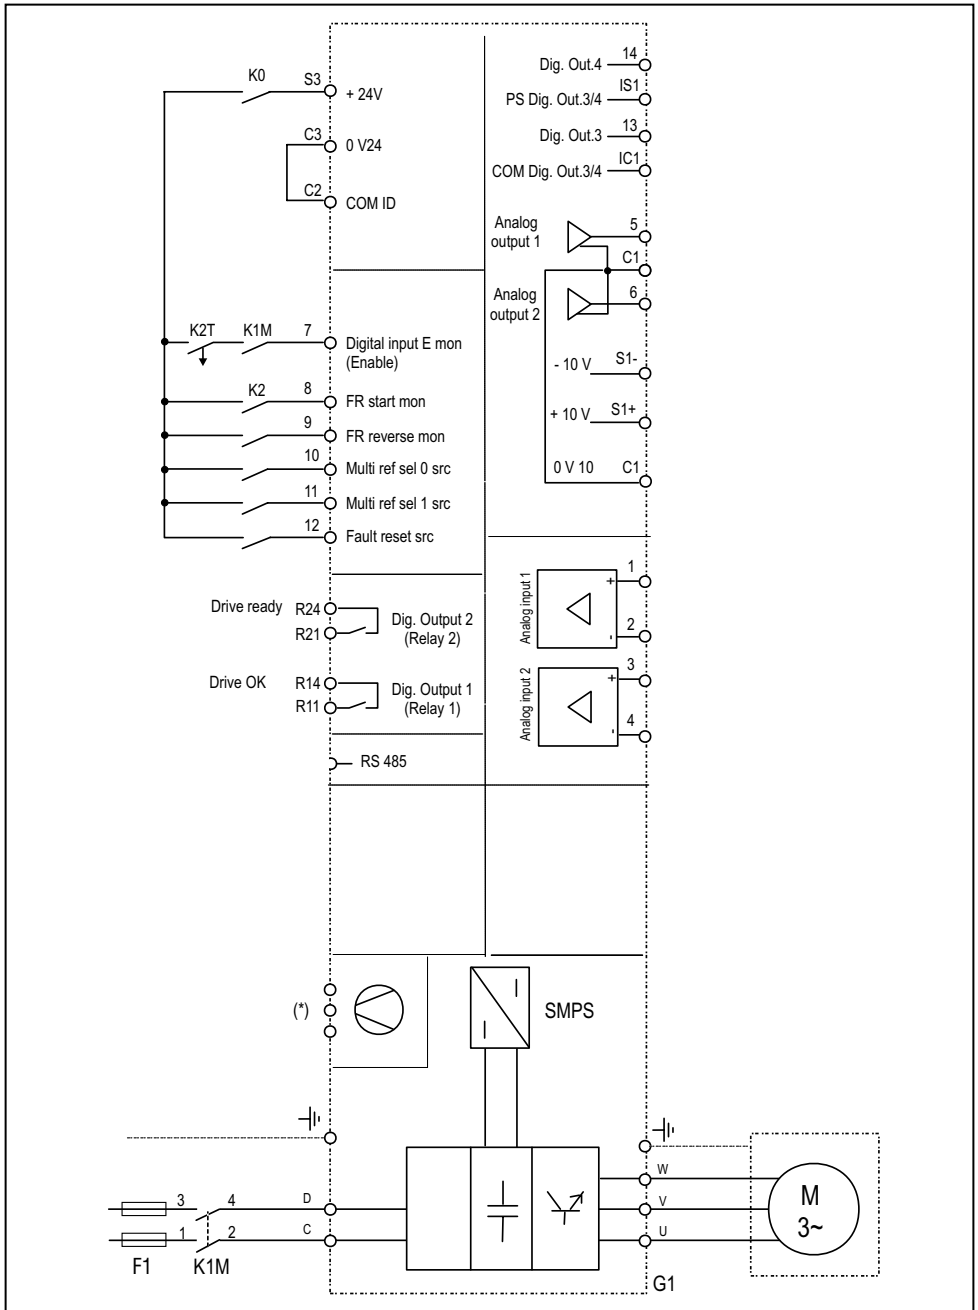 K0
S3
+ 24V
C3
0 V24
C2
COM ID
K2T
K1M
7
Digital input E mon
(Enable)
K2
8
FR start mon
9
FR reverse mon
10
Multi ref sel 0 src
11
Multi ref sel 1 src
12
Fault reset src
Drive ready
R24
R21
Dig. Output 2
(Relay 2)
Drive OK
R14
R11
Dig. Output 1
(Relay 1)
RS 485
Dig. Out.4
14
PS Dig. Out.3/4
IS1
Dig. Out.3
13
COM Dig. Out.3/4
IC1
Analog
output 1
5
C1
Analog
output 2
6
- 10 V
S1-
+ 10 V
S1+
0 V 10
C1
Analog input 1
+
1
-
2
Analog input 2
+
3
-
4
(*)
SMPS
3
4
D
1
2
C
F1
K1M
W
V
U
M
3~
G1